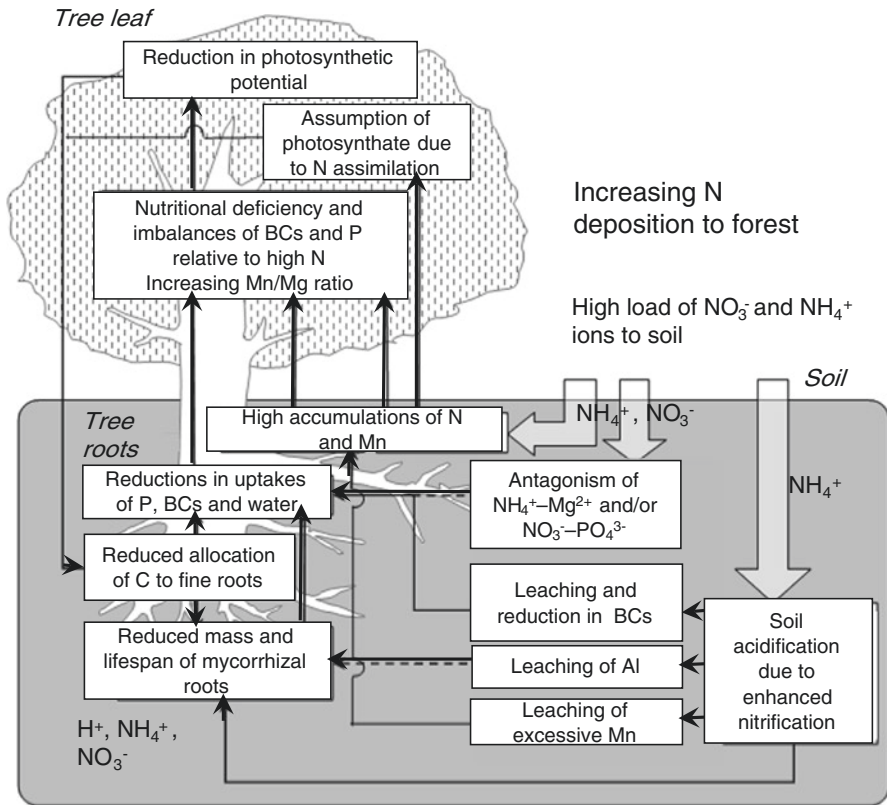 Tree leaf
Reduction in photosynthetic
potential
Assumption of
photosynthate due
to N assimilation
Nutritional deficiency and
imbalances of BCs and P
relative to high N
Increasing Mn/Mg ratio
Increasing N
deposition to forest
High load of NO₃⁻ and NH₄⁺
ions to soil
Soil
Tree
roots
High accumulations of N
and Mn
NH₄⁺, NO₃⁻
NH₄⁺
Reductions in uptakes
of P, BCs and water
Antagonism of
NH₄⁺–Mg²⁺ and/or
NO₃⁻–PO₄³⁻
Reduced allocation
of C to fine roots
Leaching and
reduction in BCs
Reduced mass and
lifespan of mycorrhizal
roots
Leaching of Al
Leaching of
excessive Mn
Soil
acidification
due to
enhanced
nitrification
H⁺, NH₄⁺,
NO₃⁻